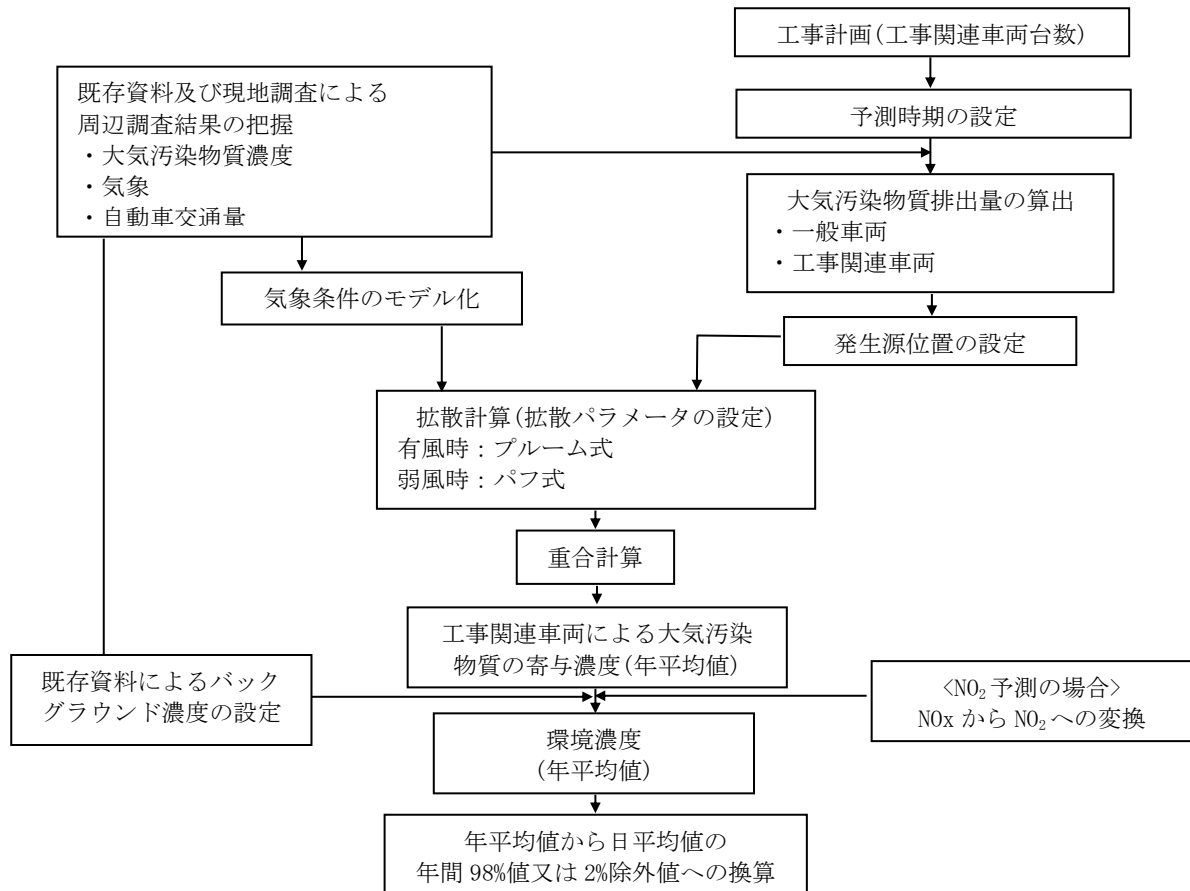 工事計画(工事関連車両台数)
既存資料及び現地調査による
周辺調査結果の把握
・大気汚染物質濃度
・気象
・自動車交通量
予測時期の設定
大気汚染物質排出量の算出
・一般車両
・工事関連車両
気象条件のモデル化
発生源位置の設定
拡散計算(拡散パラメータの設定)
有風時：プルーム式
弱風時：パフ式
重合計算
工事関連車両による大気汚染
物質の寄与濃度(年平均値)
既存資料によるバック
グラウンド濃度の設定
<NO₂予測の場合>
NOx から NO₂への変換
環境濃度
(年平均値)
年平均値から日平均値の
年間 98%値又は 2%除外値への換算